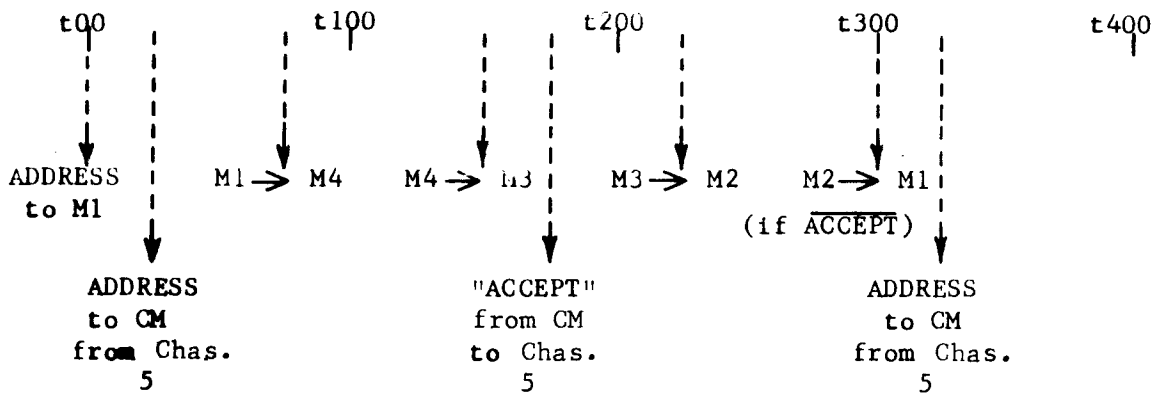 t00 t100 t200 t300 t400
ADDRESS M1 → M4 M4 → M3 M3 → M2 M2 → M1
to M1 (if A̅C̅C̅E̅P̅T̅)
ADDRESS "ACCEPT" ADDRESS
to CM from CM to CM
from Chas. to Chas. from Chas.
5 5 5